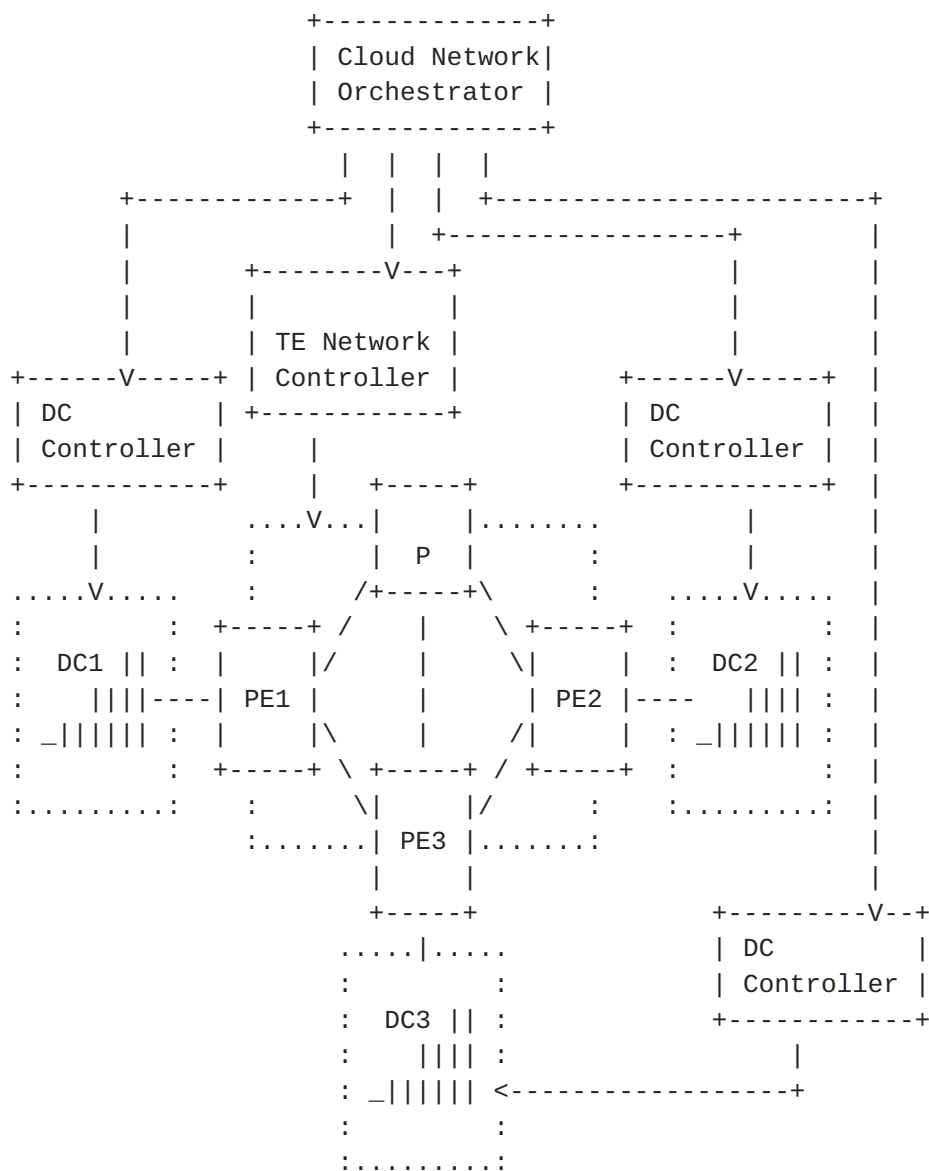 Cloud Network
Orchestrator
V
TE Network
V Controller V
DC DC
Controller Controller
V
P
V V
DC1 DC2
PE1 PE2
PE3
V
DC
Controller
DC3